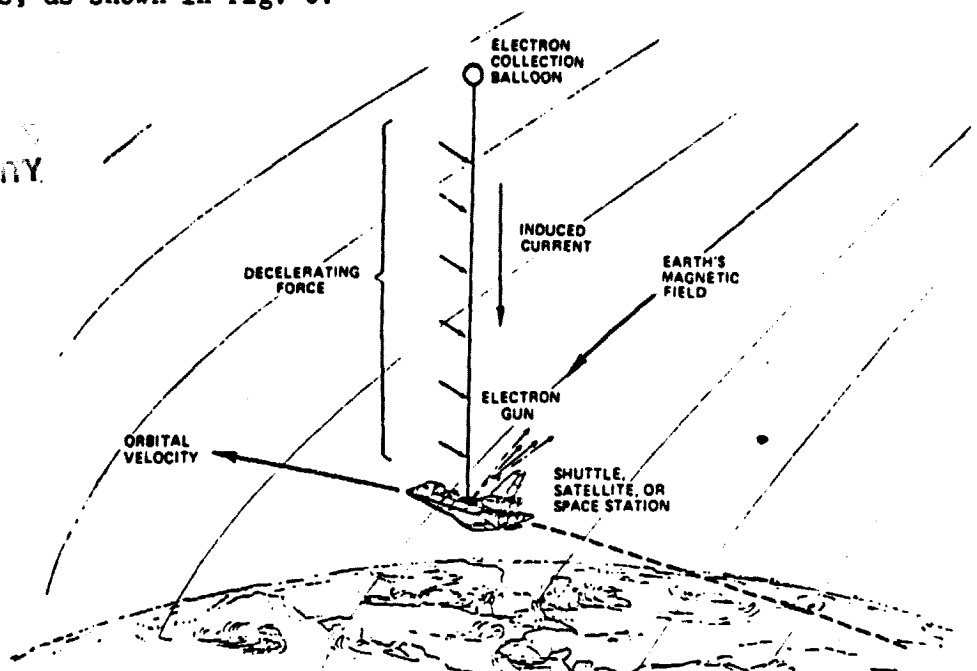 as shown in Fig.
ELECTRON
COLLECTION
BALLOON
INDUCED
CURRENT
DECELERATING
FORCE
EARTH'S
MAGNETIC
FIELD
ELECTRON
GUN
ORBITAL
VELOCITY
SHUTTLE,
SATELLITE, OR
SPACE STATION